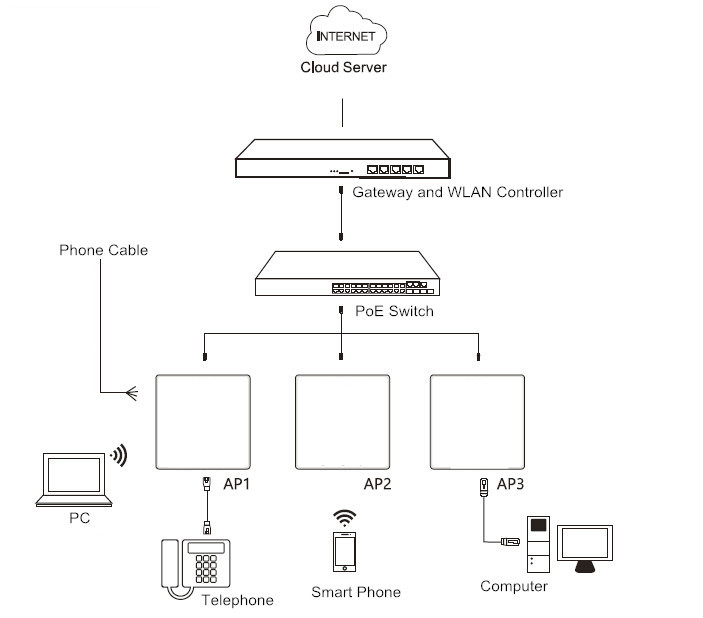 INTERNET
Cloud Server
Gateway and WLAN Controller
Phone Cable
PoE Switch
AP1
AP2
AP3
PC
Telephone
Smart Phone
Computer